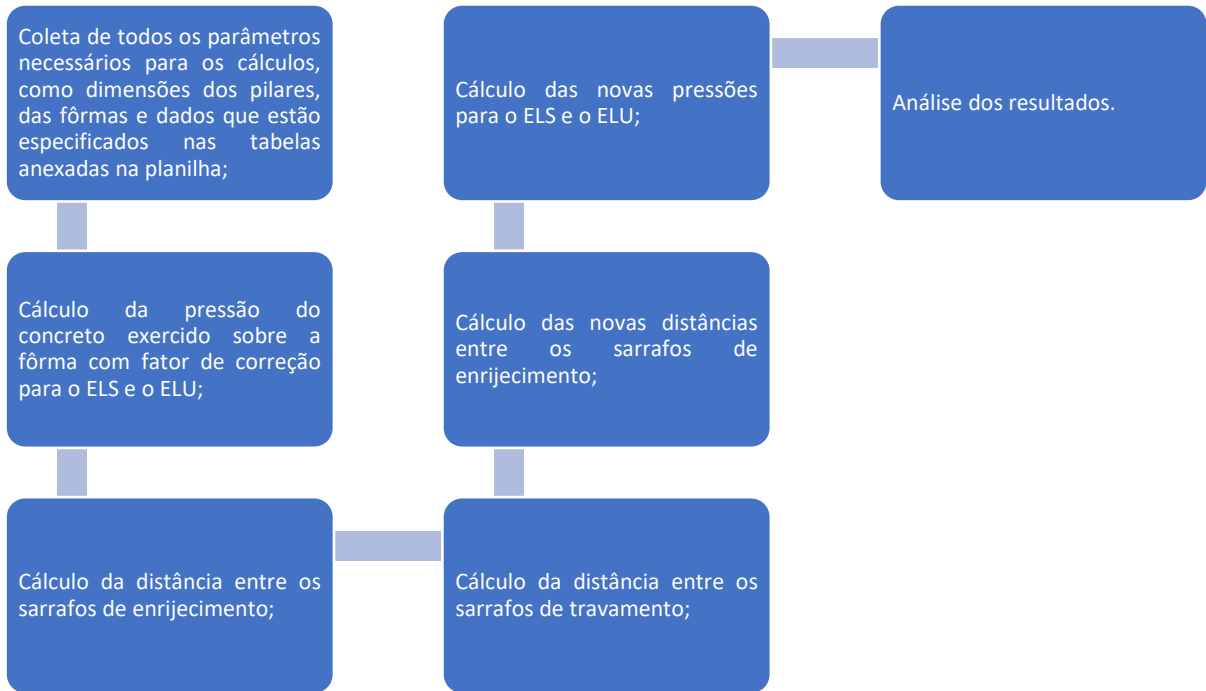 Coleta de todos os parâmetros
necessários para os cálculos,
como dimensões dos pilares,
das fôrmas e dados que estão
especificados nas tabelas
anexadas na planilha;
Cálculo da pressão do
concreto exercido sobre a
fôrma com fator de correção
para o ELS e o ELU;
Cálculo da distância entre os
sarrafos de enrijecimento;
Cálculo da distância entre os
sarrafos de travamento;
Cálculo das novas distâncias
entre os sarrafos de
enrijecimento;
Cálculo das novas pressões
para o ELS e o ELU;
Análise dos resultados.